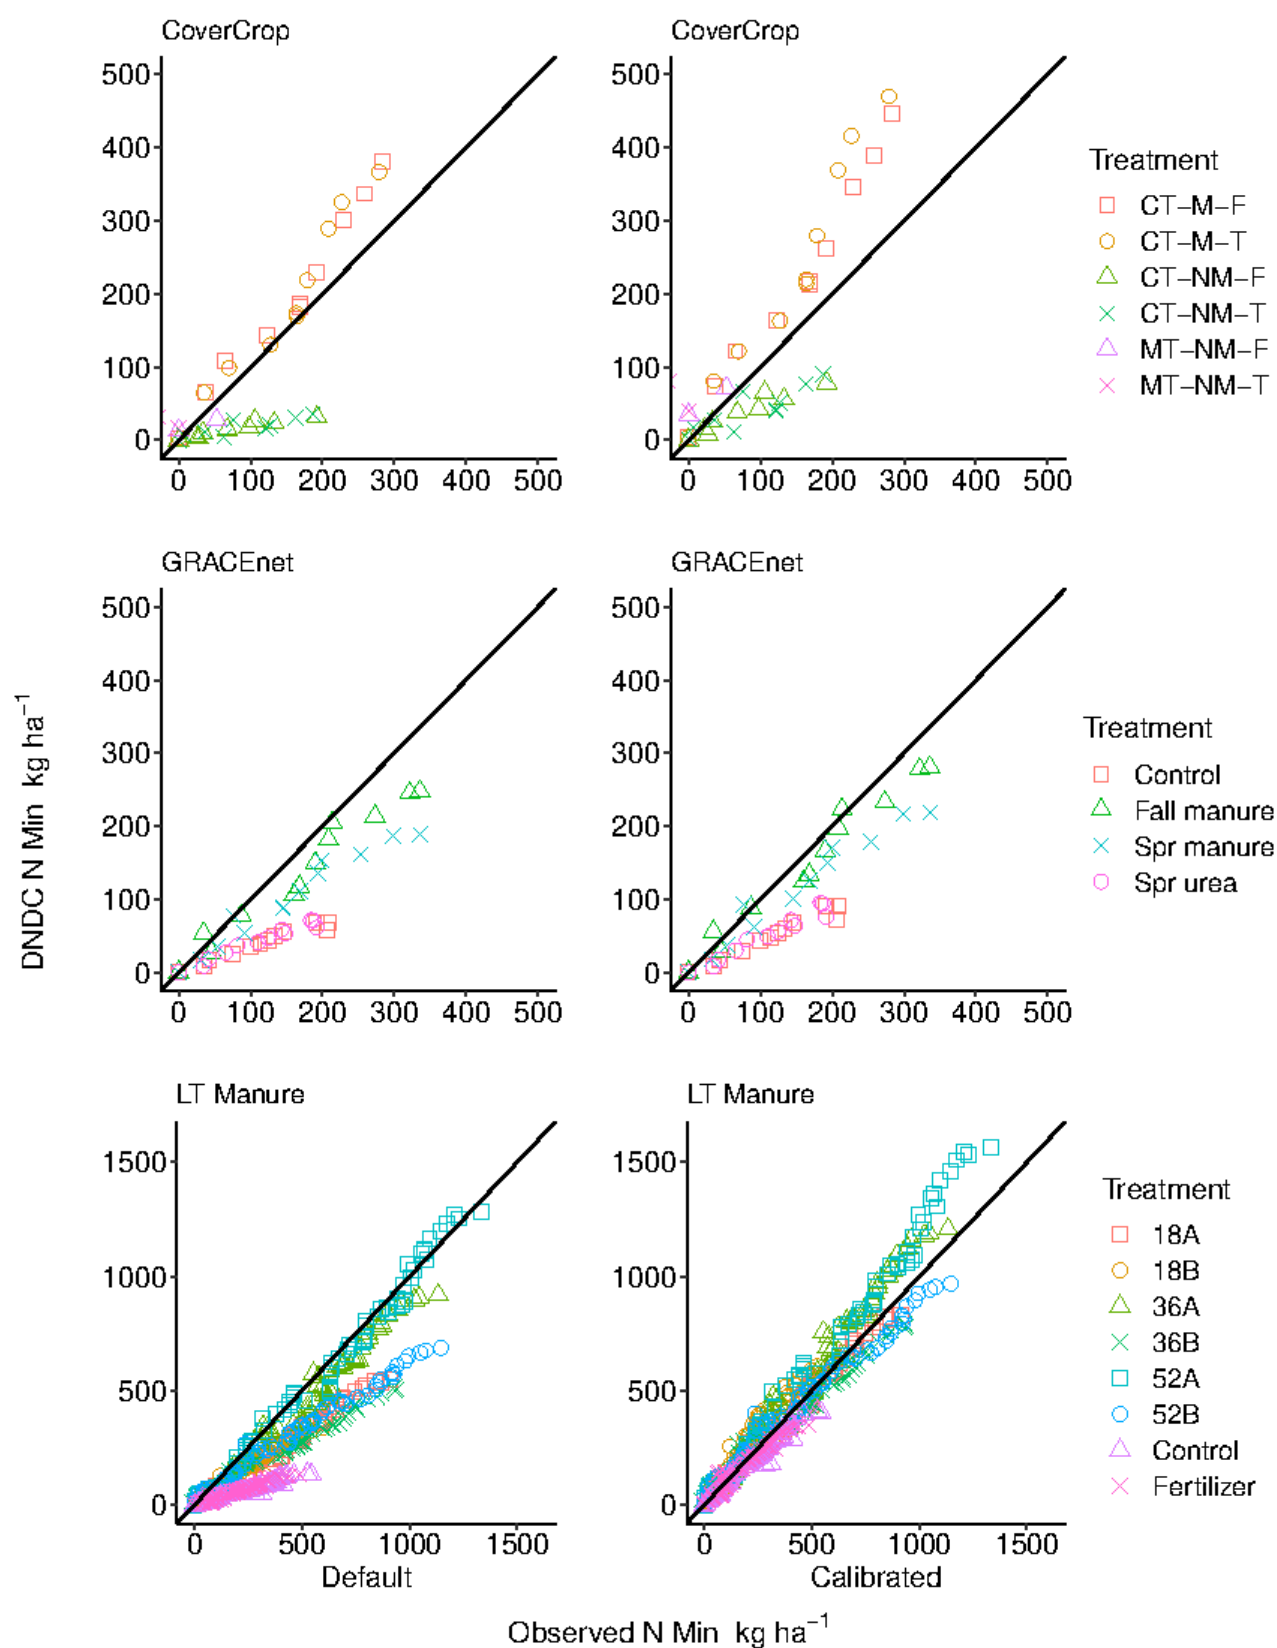 CoverCrop
CoverCrop
500
400
300
200
100
0
0 100 200 300 400 500
500
400
300
200
100
0
0 100 200 300 400 500
Treatment
CT–M–F
CT–M–T
CT–NM–F
CT–NM–T
MT–NM–F
MT–NM–T
GRACEnet
GRACEnet
500
400
300
200
100
0
0 100 200 300 400 500
500
400
300
200
100
0
0 100 200 300 400 500
Treatment
Control
Fall manure
Spr manure
Spr urea
DNDC N Min kg ha⁻¹
LT Manure
LT Manure
1500
1000
500
0
0 500 1000 1500
Default
1500
1000
500
0
0 500 1000 1500
Calibrated
Treatment
18A
18B
36A
36B
52A
52B
Control
Fertilizer
Observed N Min kg ha⁻¹